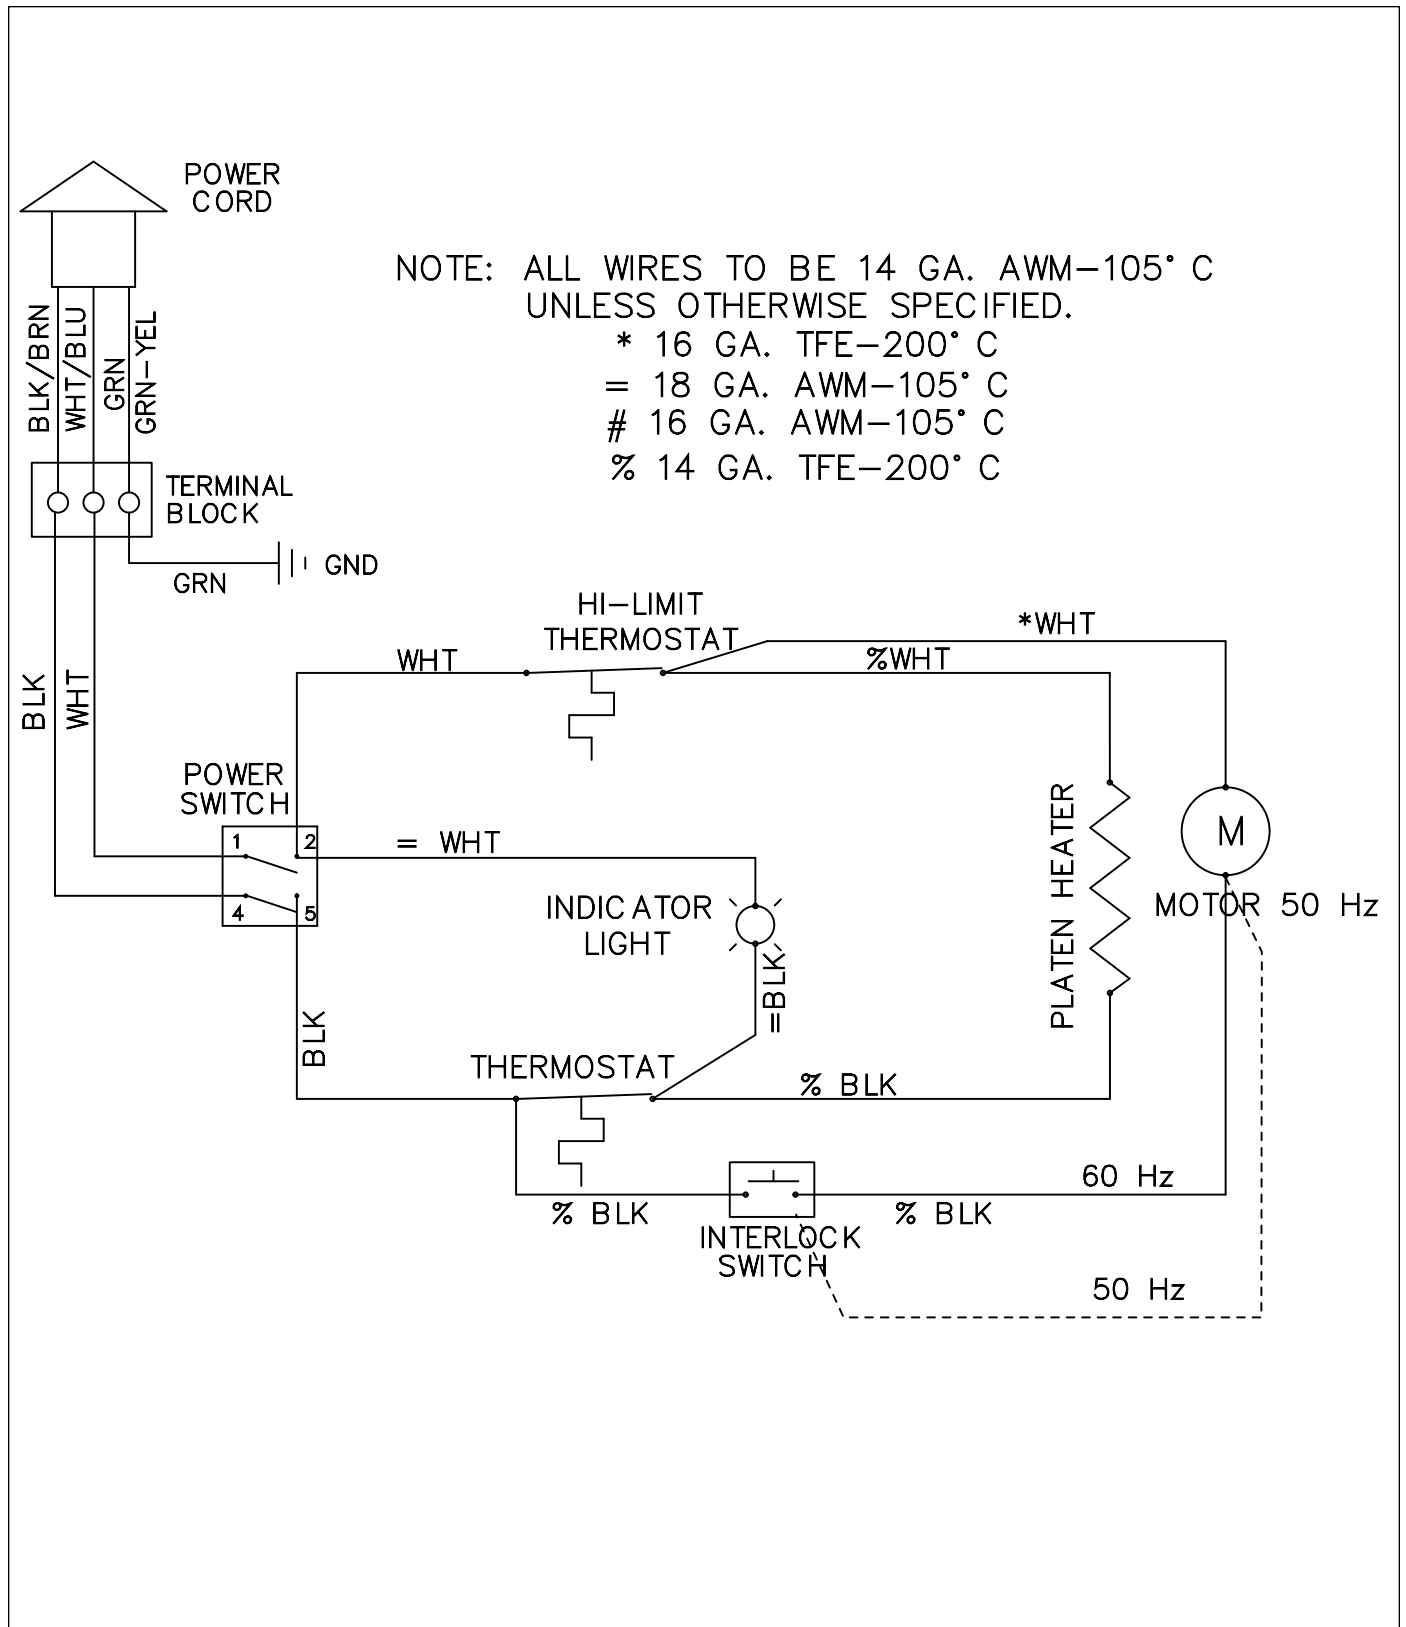 POWER
CORD
NOTE: ALL WIRES TO BE 14 GA. AWM-105° C
UNLESS OTHERWISE SPECIFIED.
* 16 GA. TFE-200° C
= 18 GA. AWM-105° C
# 16 GA. AWM-105° C
% 14 GA. TFE-200° C
BLK/BRN
WHT/BLU
GRN
GRN-YEL
TERMINAL
BLOCK
GND
GRN
HI-LIMIT
THERMOSTAT
*WHT
WHT
%WHT
BLK
WHT
POWER
SWITCH
1 2
4 5
= WHT
INDICATOR
LIGHT
=BLK
PLATEN HEATER
M
MOTOR 50 Hz
BLK
THERMOSTAT
% BLK
60 Hz
% BLK
% BLK
INTERLOCK
SWITCH
50 Hz